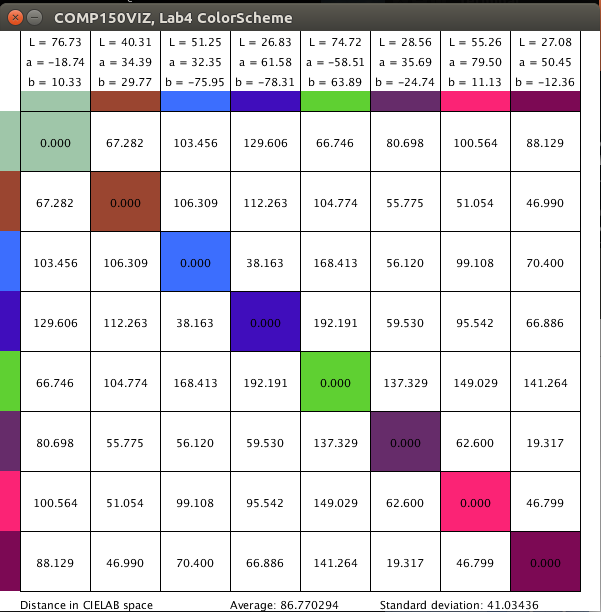 COMP150VIZ, Lab4 ColorScheme
L = 76.73 L = 40.31 L = 51.25 L = 26.83 L = 74.72 L = 28.56 L = 55.26 L = 27.08
a = −18.74 a = 34.39 a = 32.35 a = 61.58 a = −58.51 a = 35.69 a = 79.50 a = 50.45
b = 10.33 b = 29.77 b = −75.95 b = −78.31 b = 63.89 b = −24.74 b = 11.13 b = −12.36
0.000 67.282 103.456 129.606 66.746 80.698 100.564 88.129
67.282 0.000 106.309 112.263 104.774 55.775 51.054 46.990
103.456 106.309 0.000 38.163 168.413 56.120 99.108 70.400
129.606 112.263 38.163 0.000 192.191 59.530 95.542 66.886
66.746 104.774 168.413 192.191 0.000 137.329 149.029 141.264
80.698 55.775 56.120 59.530 137.329 0.000 62.600 19.317
100.564 51.054 99.108 95.542 149.029 62.600 0.000 46.799
88.129 46.990 70.400 66.886 141.264 19.317 46.799 0.000
Distance in CIELAB space Average: 86.770294 Standard deviation: 41.03436